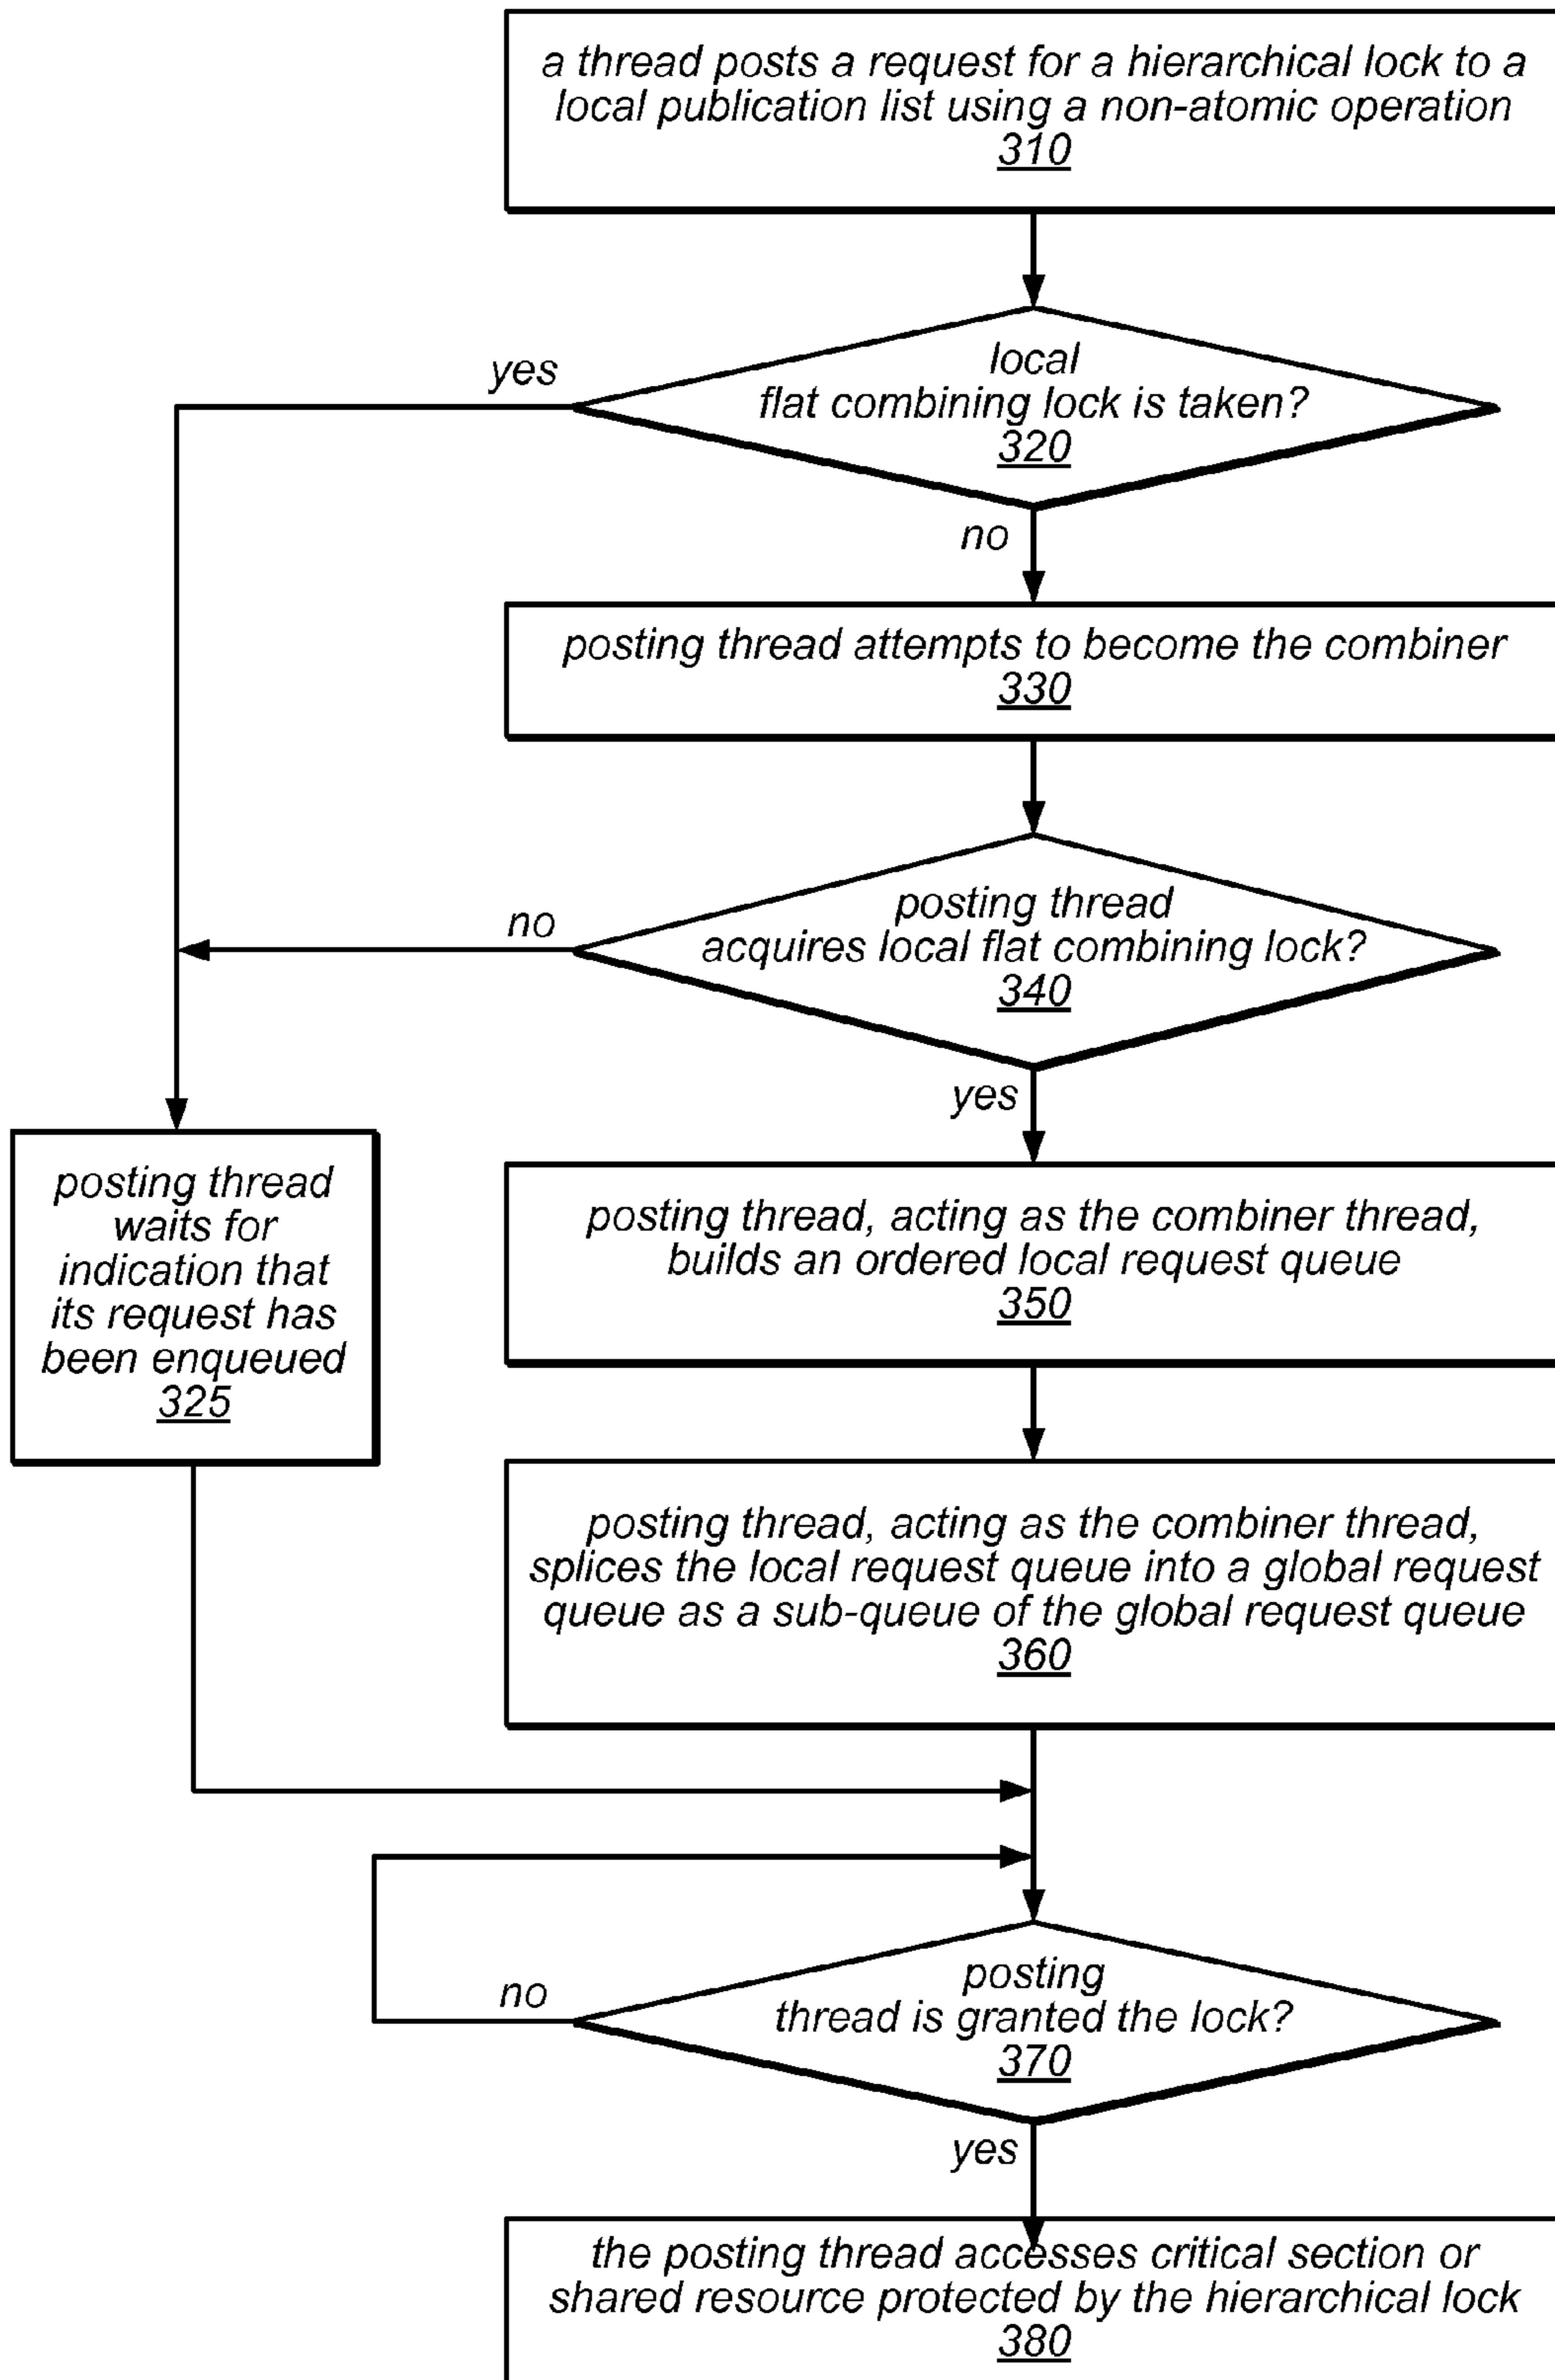 a thread posts a request for a hierarchical lock to a
local publication list using a non-atomic operation
310
local
flat combining lock is taken?
320
yes
no
posting thread attempts to become the combiner
330
posting thread
acquires local flat combining lock?
340
no
yes
posting thread
waits for
indication that
its request has
been enqueued
325
posting thread, acting as the combiner thread,
builds an ordered local request queue
350
posting thread, acting as the combiner thread,
splices the local request queue into a global request
queue as a sub-queue of the global request queue
360
posting
thread is granted the lock?
370
no
yes
the posting thread accesses critical section or
shared resource protected by the hierarchical lock
380